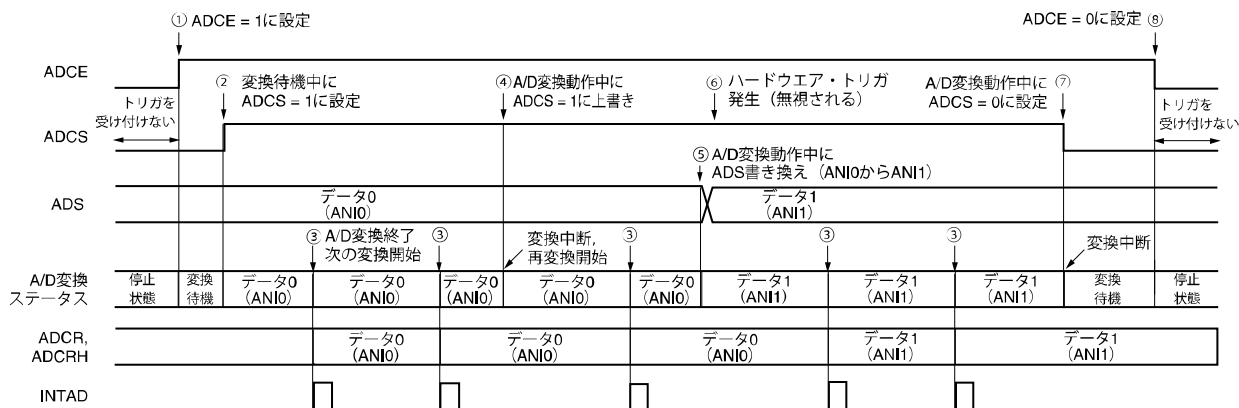 ① ADCE = 1に設定
ADCE = 0に設定 ⑧
ADCE
② 変換待機中に
ADCS = 1に設定
④ A/D変換動作中に
ADCS = 1に上書き
⑥ ハードウエア・トリガ
発生（無視される）
A/D変換動作中に ⑦
ADCS = 0に設定
トリガを
受け付けない
トリガを
受け付けない
ADCS
⑤ A/D変換動作中に
ADS書き換え（ANI0からANI1）
ADS
データ0
(ANI0)
データ1
(ANI1)
③ A/D変換終了
次の変換開始
③
変換中断,
再変換開始
③
③
③
変換中断
A/D変換
ステータス
停止
状態
変換
待機
データ0
(ANI0)
データ0
(ANI0)
データ0
(ANI0)
データ0
(ANI0)
データ0
(ANI0)
データ1
(ANI1)
データ1
(ANI1)
データ1
(ANI1)
変換
待機
停止
状態
ADCR,
ADCRH
データ0
(ANI0)
データ0
(ANI0)
データ0
(ANI0)
データ1
(ANI1)
データ1
(ANI1)
INTAD